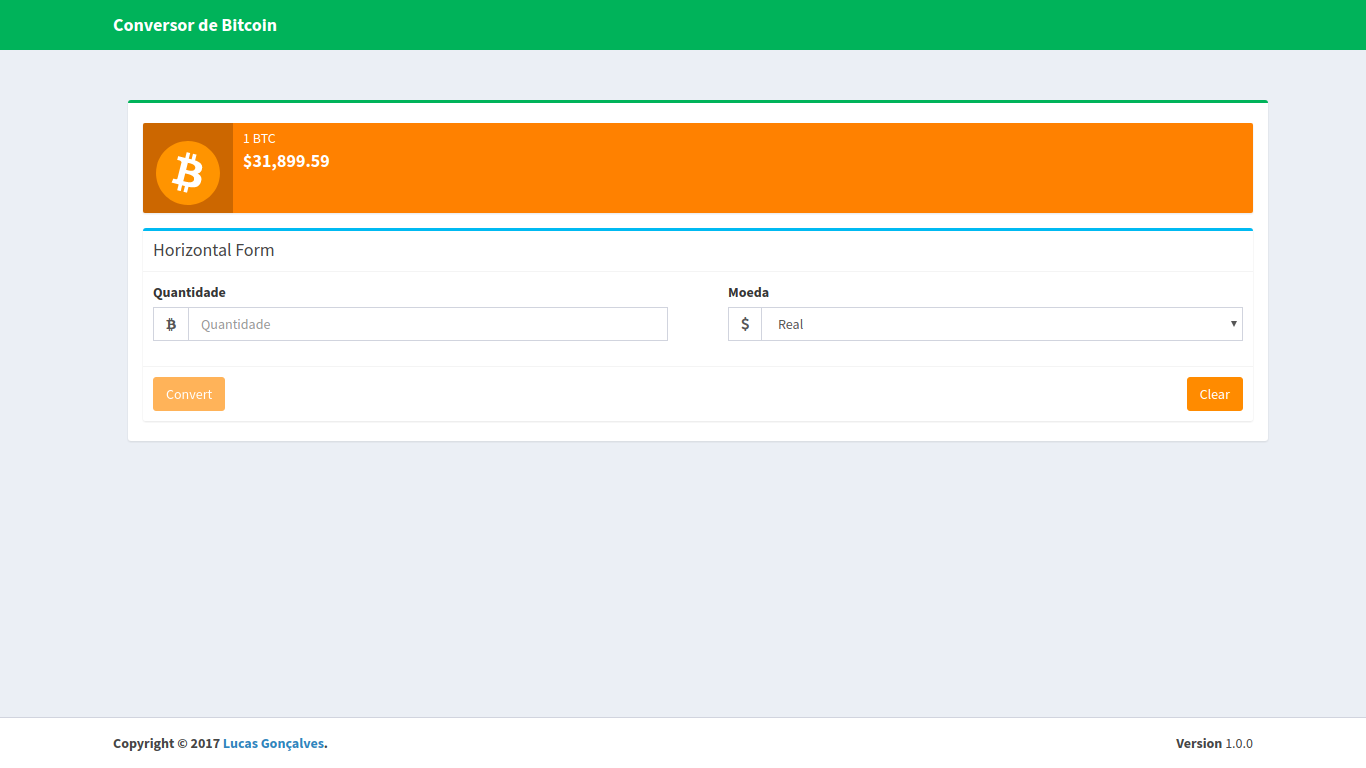 Conversor de Bitcoin
1 BTC
$31,899.59
Horizontal Form
Quantidade
Moeda
Quantidade
$ Real
Convert
Clear
Copyright © 2017 Lucas Gonçalves.
Version 1.0.0